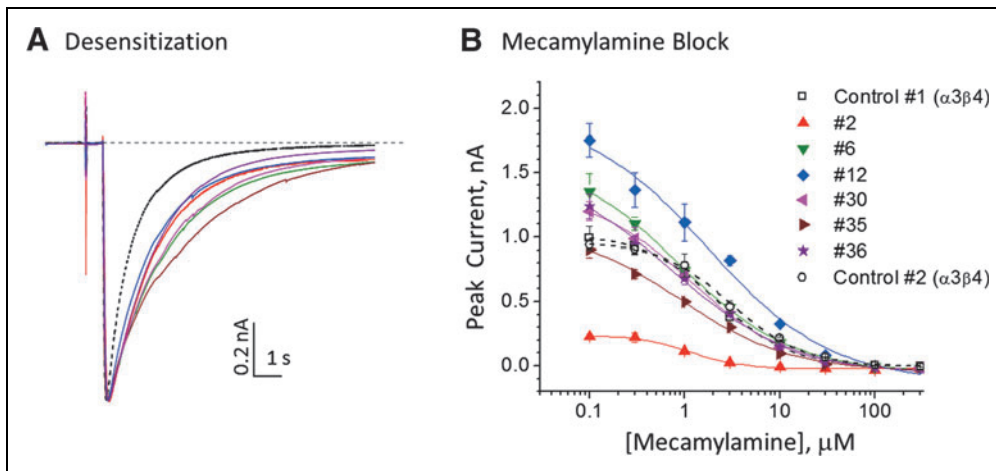 A Desensitization
0.2 nA
1 s
B Mecamylamine Block
Peak Current, nA
2.0
1.5
1.0
0.5
0.0
0.1 1 10 100
[Mecamylamine], μM
Control #1 (α3β4)
#2
#6
#12
#30
#35
#36
Control #2 (α3β4)